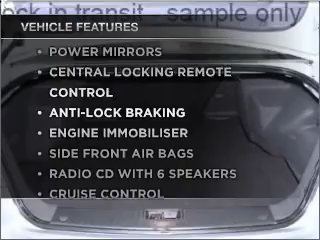 ck in transit - sample only
VEHICLE FEATURES
• POWER MIRRORS
• CENTRAL LOCKING REMOTE
CONTROL
• ANTI-LOCK BRAKING
• ENGINE IMMOBILISER
• SIDE FRONT AIR BAGS
• RADIO CD WITH 6 SPEAKERS
• CRUISE CONTROL